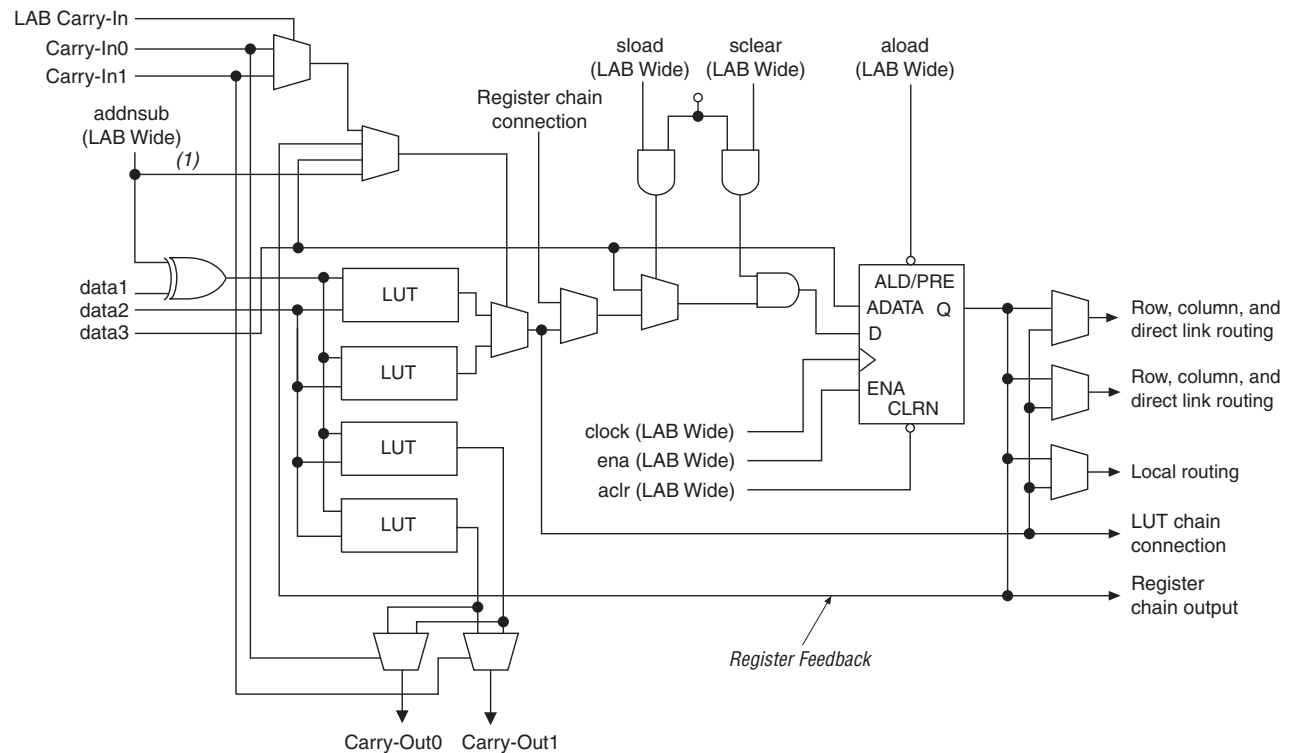 LAB Carry-In
Carry-In0
Carry-In1
addnsub
(LAB Wide)
(1)
Register chain
connection
sload
(LAB Wide)
sclear
(LAB Wide)
aload
(LAB Wide)
data1
data2
data3
LUT
LUT
LUT
LUT
ALD/PRE
ADATA
Q
D
ENA
CLRN
clock (LAB Wide)
ena (LAB Wide)
aclr (LAB Wide)
Row, column, and
direct link routing
Row, column, and
direct link routing
Local routing
LUT chain
connection
Register
chain output
Register Feedback
Carry-Out0
Carry-Out1